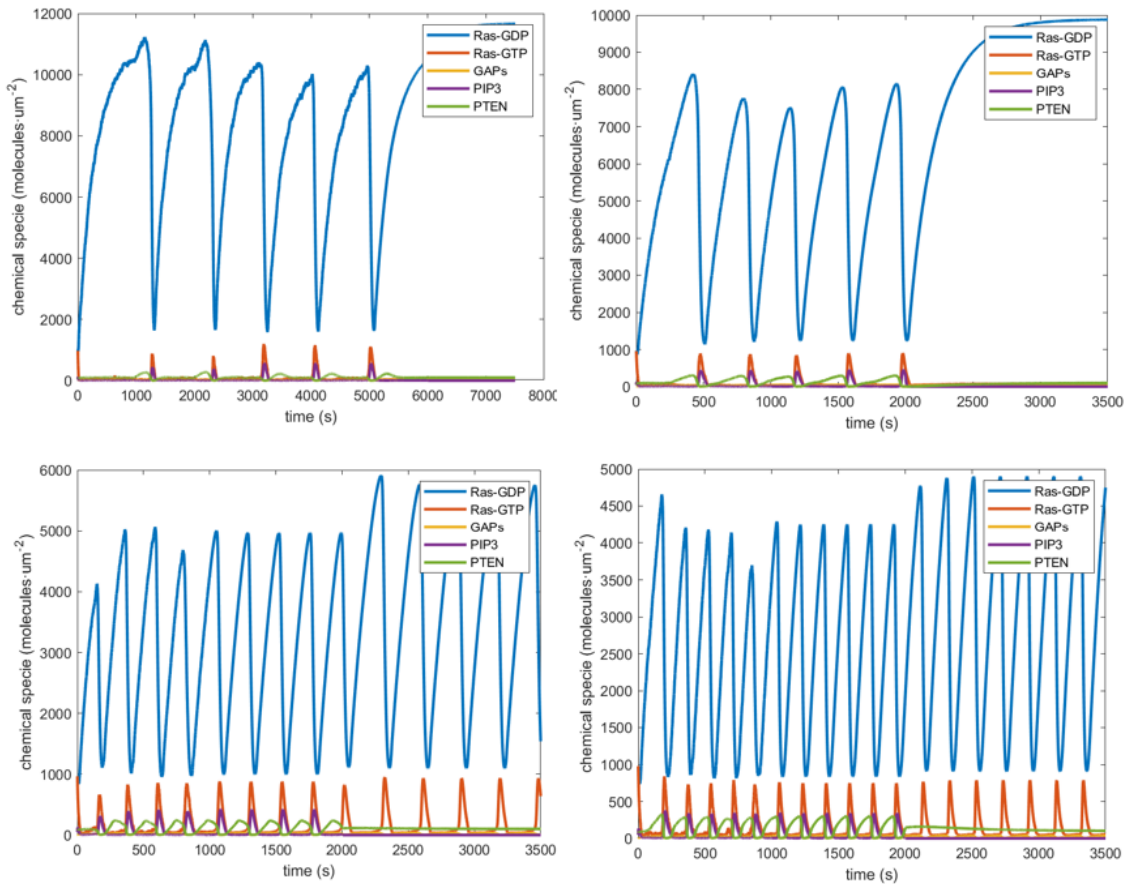 12000
10000
8000
6000
4000
2000
0
chemical specie (molecules·um-2)
0 1000 2000 3000 4000 5000 6000 7000 8000
time (s)
Ras-GDP
Ras-GTP
GAPs
PIP3
PTEN
10000
9000
8000
7000
6000
5000
4000
3000
2000
1000
0
chemical specie (molecules·um-2)
0 500 1000 1500 2000 2500 3000 3500
time (s)
Ras-GDP
Ras-GTP
GAPs
PIP3
PTEN
6000
5000
4000
3000
2000
1000
0
chemical specie (molecules·um-2)
0 500 1000 1500 2000 2500 3000 3500
time (s)
Ras-GDP
Ras-GTP
GAPs
PIP3
PTEN
5000
4500
4000
3500
3000
2500
2000
1500
1000
500
0
chemical specie (molecules·um-2)
0 500 1000 1500 2000 2500 3000 3500
time (s)
Ras-GDP
Ras-GTP
GAPs
PIP3
PTEN